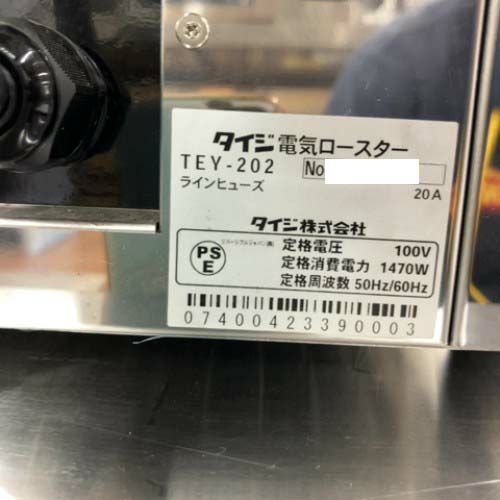 タイジ 電気ロースター
TEY-202 No
ラインヒューズ 20A
タイジ株式会社
PS
E
定格電圧 100V
定格消費電力 1470W
定格周波数 50Hz/60Hz
07400423390003